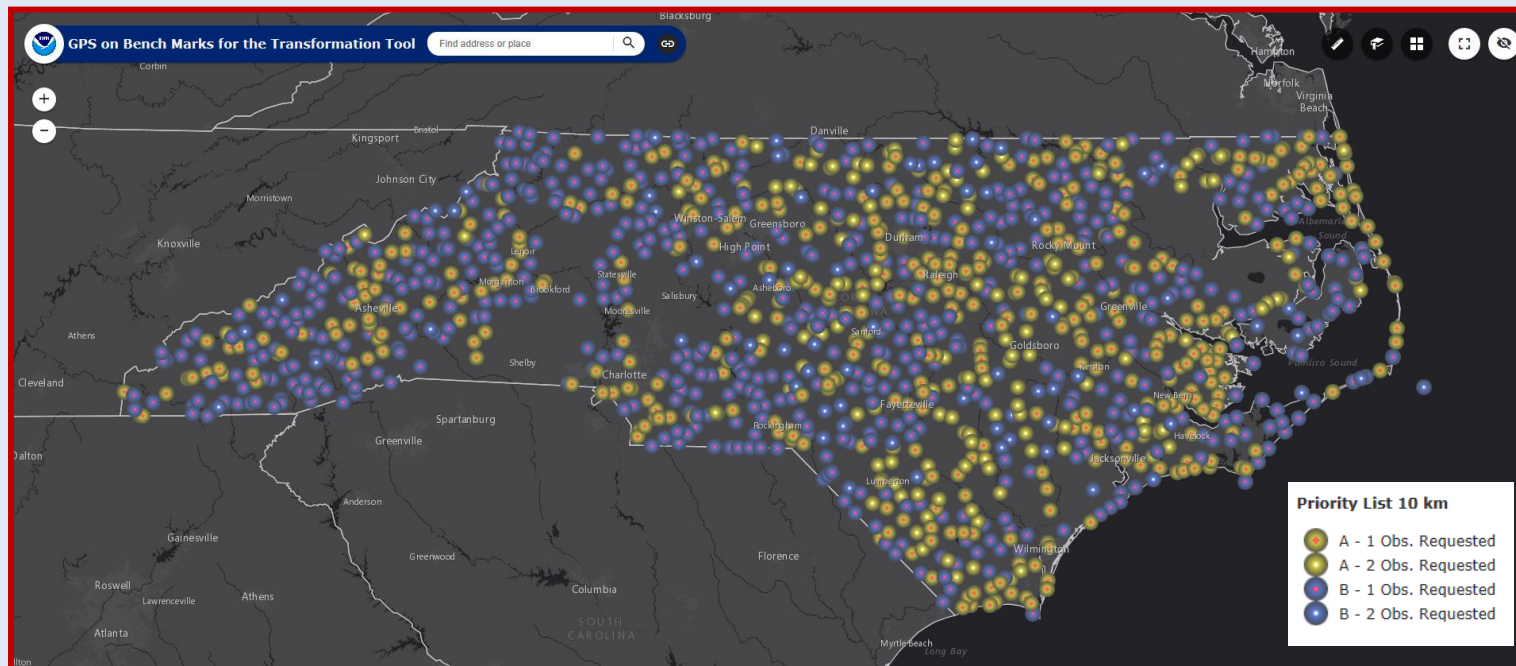 Blacksburg
GPS on Bench Marks for the Transformation Tool
Find address or place
Corbin
Hampton
Norfolk
Virginia
Beach
+
−
Kingsport
Bristol
Danville
Johnson City
Morristown
Winston-Salem
Greensboro
Albemarle
Sound
Knoxville
High Point
Durham
Rocky Mount
Lenoir
Statesville
Raleigh
Morganton
Brookford
Salisbury
Asheboro
Mooresville
Asheville
Greenville
Athens
Sanford
Goldsboro
Shelby
Pamlico Sound
Kinston
Cleveland
Charlotte
New Bern
Fayetteville
Spartanburg
Rockingham
Havelock
Greenville
Dalton
Jacksonville
Lumberton
Anderson
Gainesville
Wilmington
Greenwood
Florence
Roswell
Columbia
Lawrenceville
Athens
SOUTH
CAROLINA
Atlanta
Myrtle Beach
Long Bay
Priority List 10 km
A - 1 Obs. Requested
A - 2 Obs. Requested
B - 1 Obs. Requested
B - 2 Obs. Requested